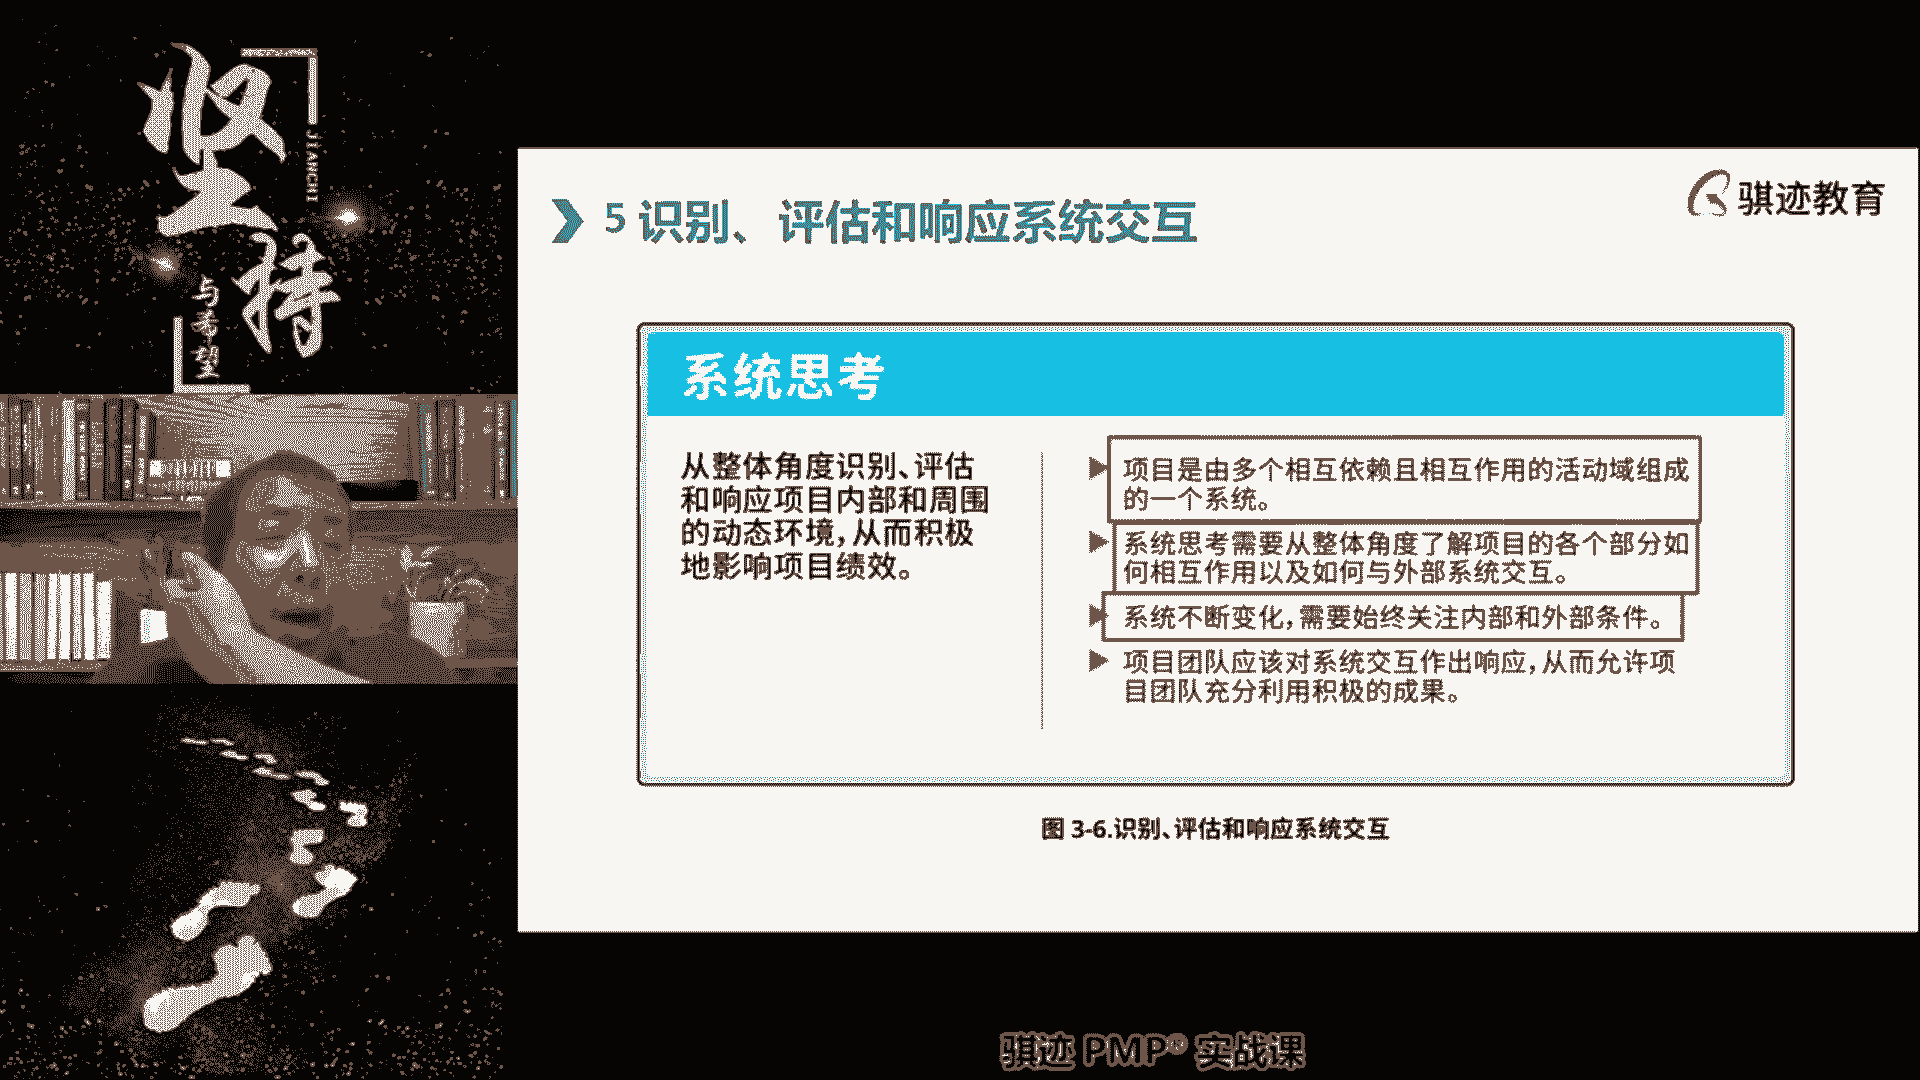 坚持
JIANCHI
与希望
5 识别、评估和响应系统交互
骐迹教育
系统思考
从整体角度识别、评估
和响应项目内部和周围
的动态环境,从而积极
地影响项目绩效。
项目是由多个相互依赖且相互作用的活动域组成
的一个系统。
系统思考需要从整体角度了解项目的各个部分如
何相互作用以及如何与外部系统交互。
系统不断变化,需要始终关注内部和外部条件。
项目团队应该对系统交互作出响应,从而允许项
目团队充分利用积极的成果。
图 3-6.识别、评估和响应系统交互
骐迹 PMP® 实战课